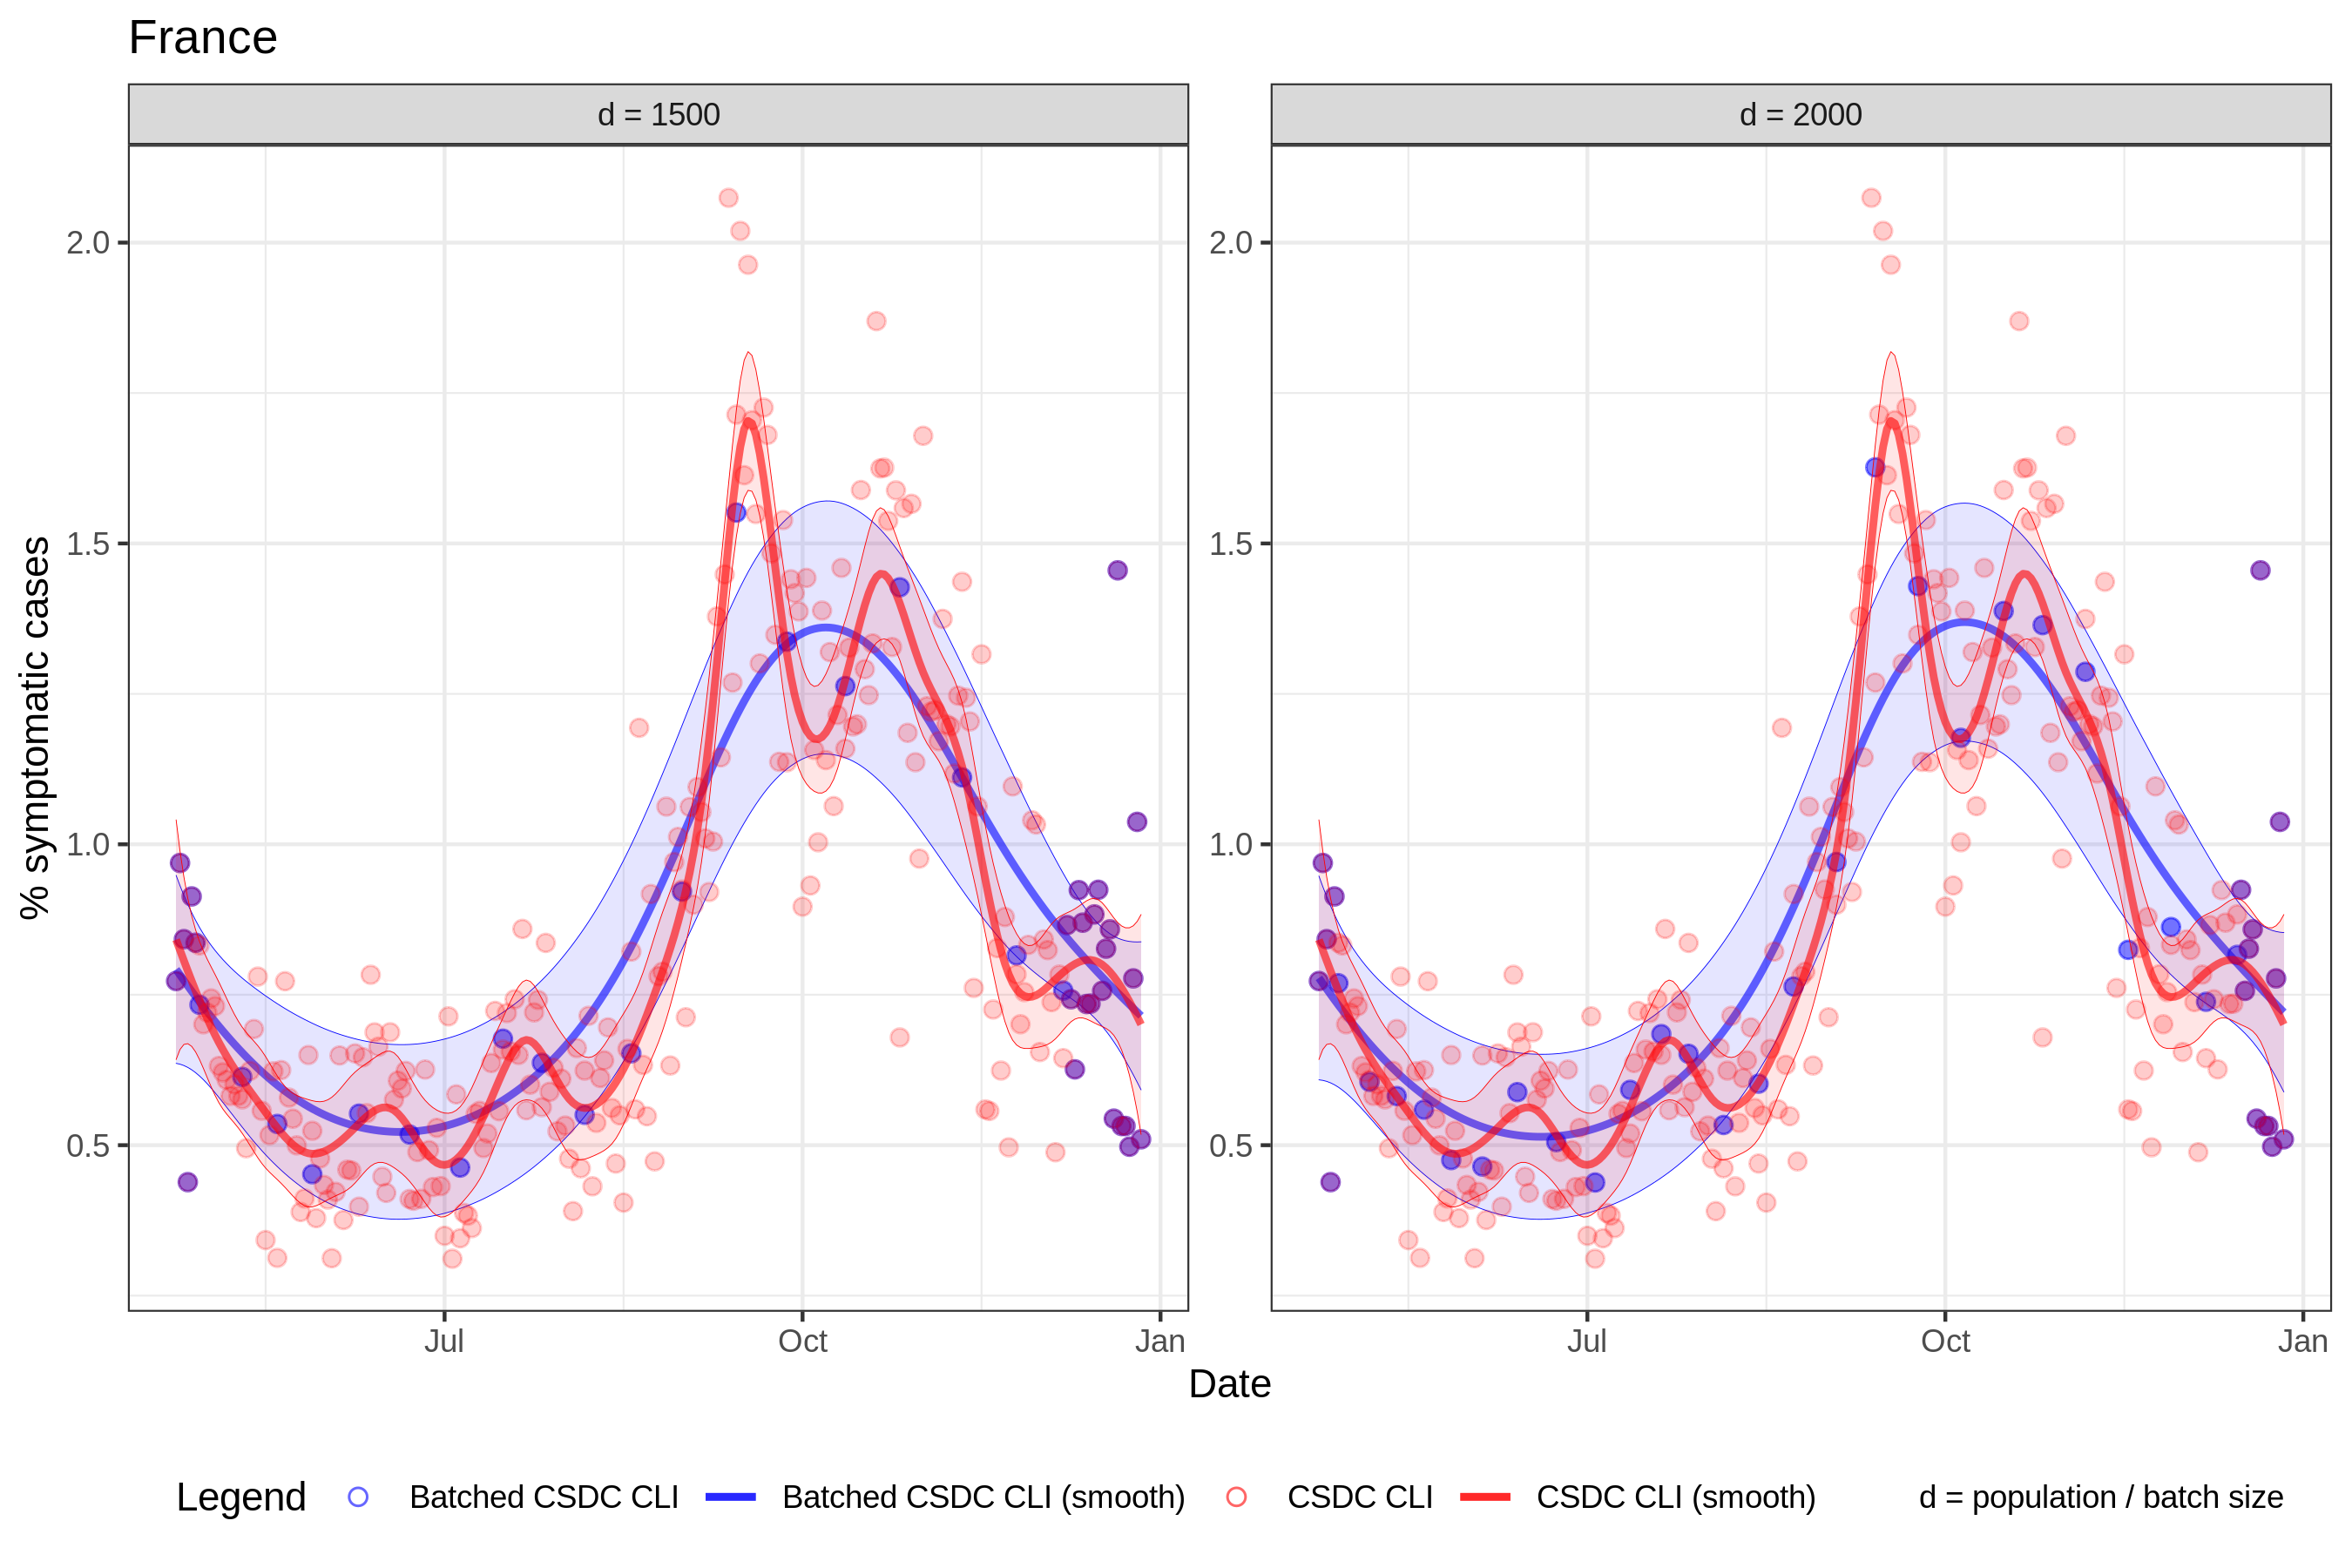 France
d = 1500
d = 2000
% symptomatic cases
2.0
1.5
1.0
0.5
2.0
1.5
1.0
0.5
Jul Oct Jan
Jul Oct Jan
Date
Legend Batched CSDC CLI Batched CSDC CLI (smooth) CSDC CLI CSDC CLI (smooth) d = population / batch size